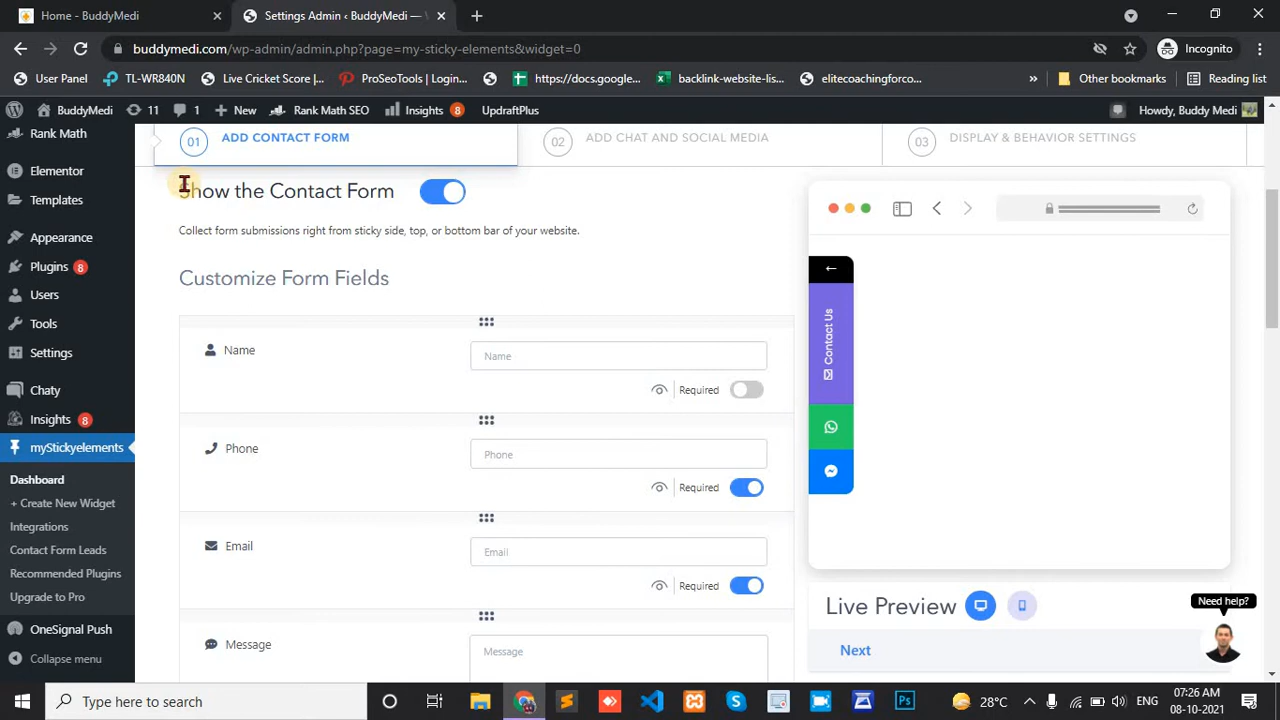 Home - BuddyMedi
Settings Admin ‹ BuddyMedi —
buddymedi.com/wp-admin/admin.php?page=my-sticky-elements&widget=0
Incognito
User Panel
TL-WR840N
Live Cricket Score |...
ProSeoTools | Login...
https://docs.google...
backlink-website-lis...
elitecoachingforco...
»
Other bookmarks
Reading list
BuddyMedi
11
1
New
Rank Math SEO
Insights 8
UpdraftPlus
Howdy, Buddy Medi
Rank Math
Elementor
Templates
Appearance
Plugins 8
Users
Tools
Settings
Chaty
Insights 8
myStickyelements
Dashboard
+ Create New Widget
Integrations
Contact Form Leads
Recommended Plugins
Upgrade to Pro
OneSignal Push
Collapse menu
01 ADD CONTACT FORM
02 ADD CHAT AND SOCIAL MEDIA
03 DISPLAY & BEHAVIOR SETTINGS
Show the Contact Form
Collect form submissions right from sticky side, top, or bottom bar of your website.
Customize Form Fields
Name
Name
Required
Phone
Phone
Required
Email
Email
Required
Message
Message
Contact Us
Live Preview
Need help?
Next
Type here to search
28°C
ENG
07:26 AM
08-10-2021